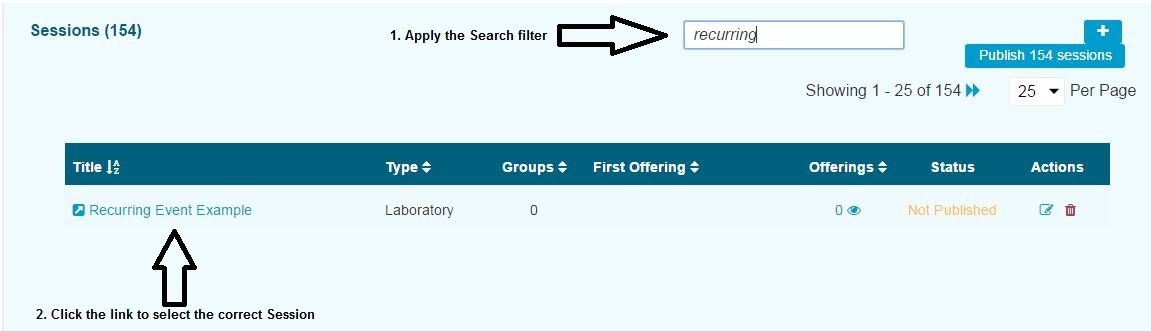 Sessions (154)
1. Apply the Search filter
recurring
+
Publish 154 sessions
Showing 1 - 25 of 154
25
Per Page
Title
Type
Groups
First Offering
Offerings
Status
Actions
Recurring Event Example
Laboratory
0
0
Not Published
2. Click the link to select the correct Session